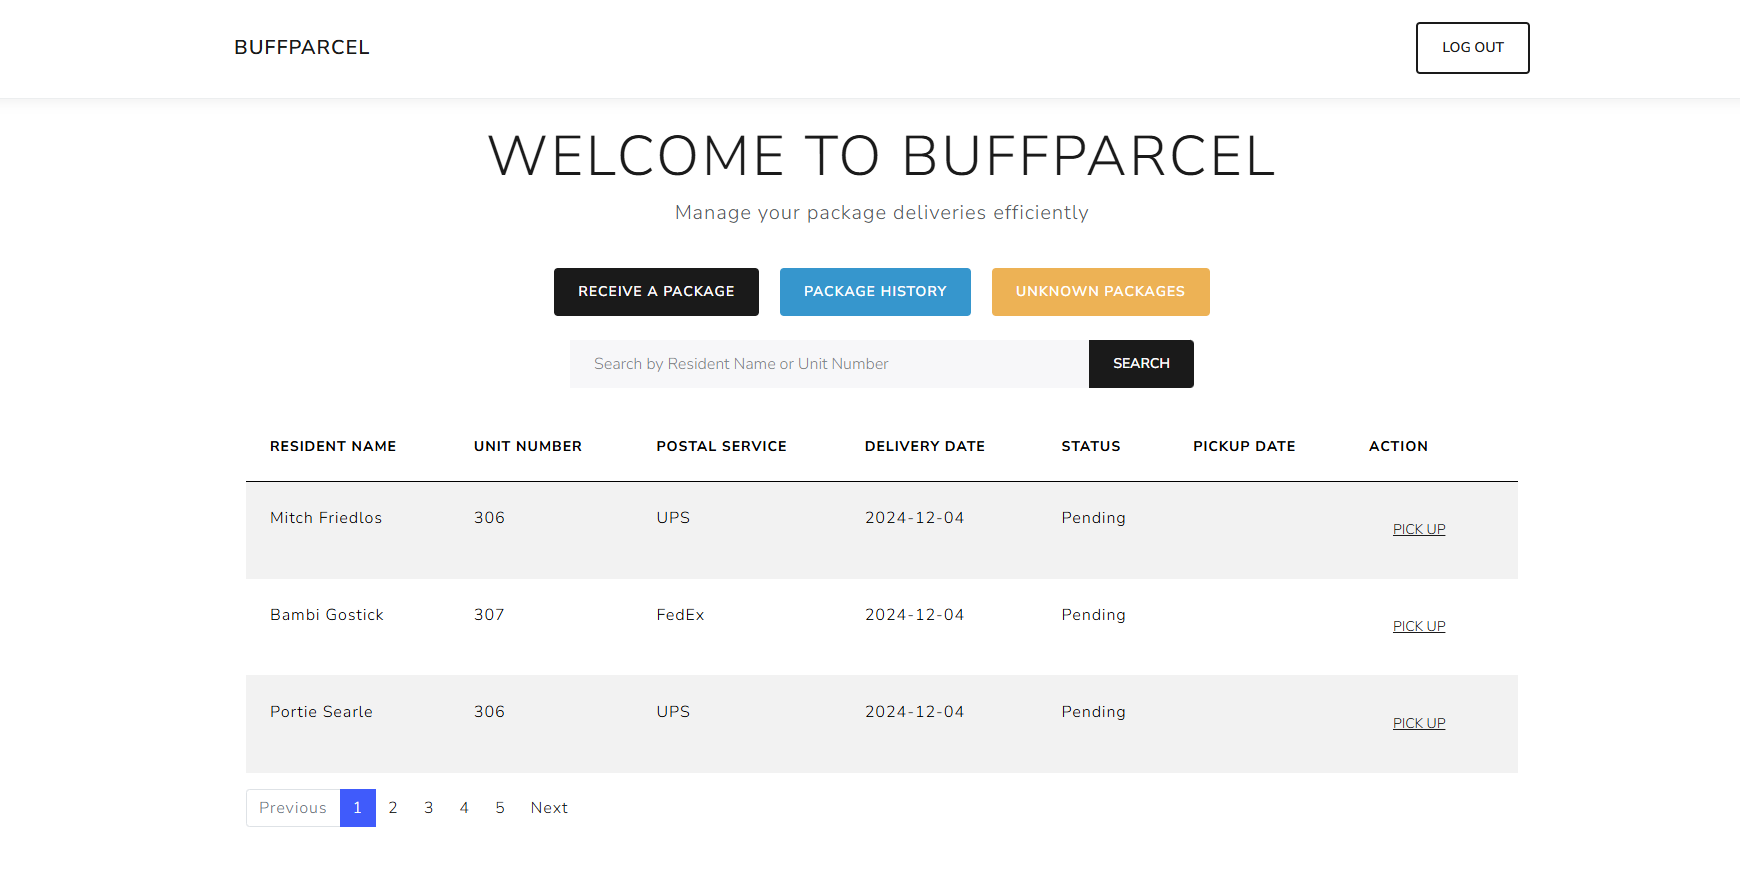 BUFFPARCEL LOG OUT
WELCOME TO BUFFPARCEL
Manage your package deliveries efficiently
RECEIVE A PACKAGE PACKAGE HISTORY UNKNOWN PACKAGES
Search by Resident Name or Unit Number SEARCH
RESIDENT NAME UNIT NUMBER POSTAL SERVICE DELIVERY DATE STATUS PICKUP DATE ACTION
Mitch Friedlos 306 UPS 2024-12-04 Pending PICK UP
Bambi Gostick 307 FedEx 2024-12-04 Pending PICK UP
Portie Searle 306 UPS 2024-12-04 Pending PICK UP
Previous 1 2 3 4 5 Next